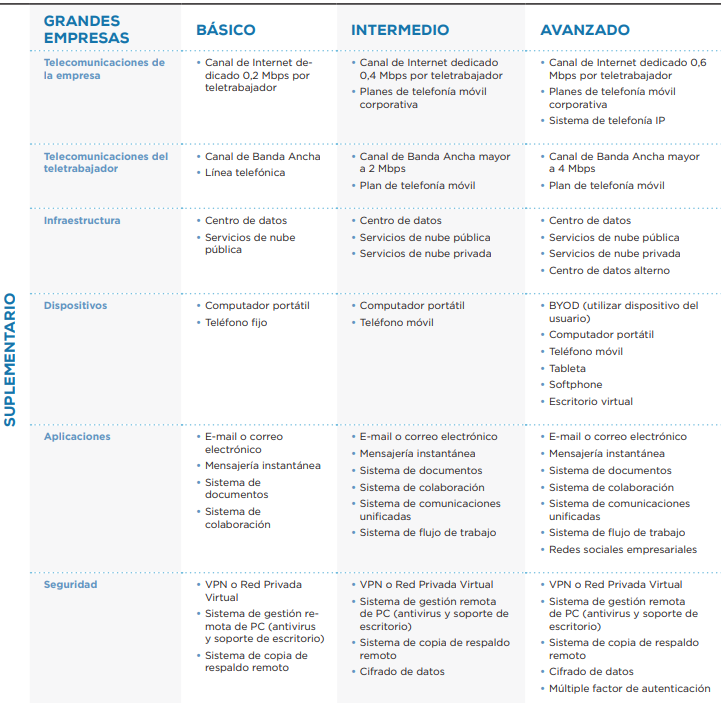 GRANDES
EMPRESAS
BÁSICO
INTERMEDIO
AVANZADO
SUPLEMENTARIO
Telecomunicaciones de
la empresa
• Canal de Internet de-
dicado 0,2 Mbps por
teletrabajador
• Canal de Internet dedicado
0,4 Mbps por teletrabajador
• Planes de telefonía móvil
corporativa
• Canal de Internet dedicado 0,6
Mbps por teletrabajador
• Planes de telefonía móvil
corporativa
• Sistema de telefonía IP
Telecomunicaciones del
teletrabajador
• Canal de Banda Ancha
• Línea telefónica
• Canal de Banda Ancha mayor
a 2 Mbps
• Plan de telefonía móvil
• Canal de Banda Ancha mayor
a 4 Mbps
• Plan de telefonía móvil
Infraestructura
• Centro de datos
• Servicios de nube
pública
• Centro de datos
• Servicios de nube pública
• Servicios de nube privada
• Centro de datos
• Servicios de nube pública
• Servicios de nube privada
• Centro de datos alterno
Dispositivos
• Computador portátil
• Teléfono fijo
• Computador portátil
• Teléfono móvil
• BYOD (utilizar dispositivo del
usuario)
• Computador portátil
• Teléfono móvil
• Tableta
• Softphone
• Escritorio virtual
Aplicaciones
• E-mail o correo
electrónico
• Mensajería instantánea
• Sistema de
documentos
• Sistema de
colaboración
• E-mail o correo electrónico
• Mensajería instantánea
• Sistema de documentos
• Sistema de colaboración
• Sistema de comunicaciones
unificadas
• Sistema de flujo de trabajo
• E-mail o correo electrónico
• Mensajería instantánea
• Sistema de documentos
• Sistema de colaboración
• Sistema de comunicaciones
unificadas
• Sistema de flujo de trabajo
• Redes sociales empresariales
Seguridad
• VPN o Red Privada
Virtual
• Sistema de gestión re-
mota de PC (antivirus
y soporte de escritorio)
• Sistema de copia de
respaldo remoto
• VPN o Red Privada Virtual
• Sistema de gestión remota
de PC (antivirus y soporte de
escritorio)
• Sistema de copia de respaldo
remoto
• Cifrado de datos
• VPN o Red Privada Virtual
• Sistema de gestión remota
de PC (antivirus y soporte de
escritorio)
• Sistema de copia de respaldo
remoto
• Cifrado de datos
• Múltiple factor de autenticación